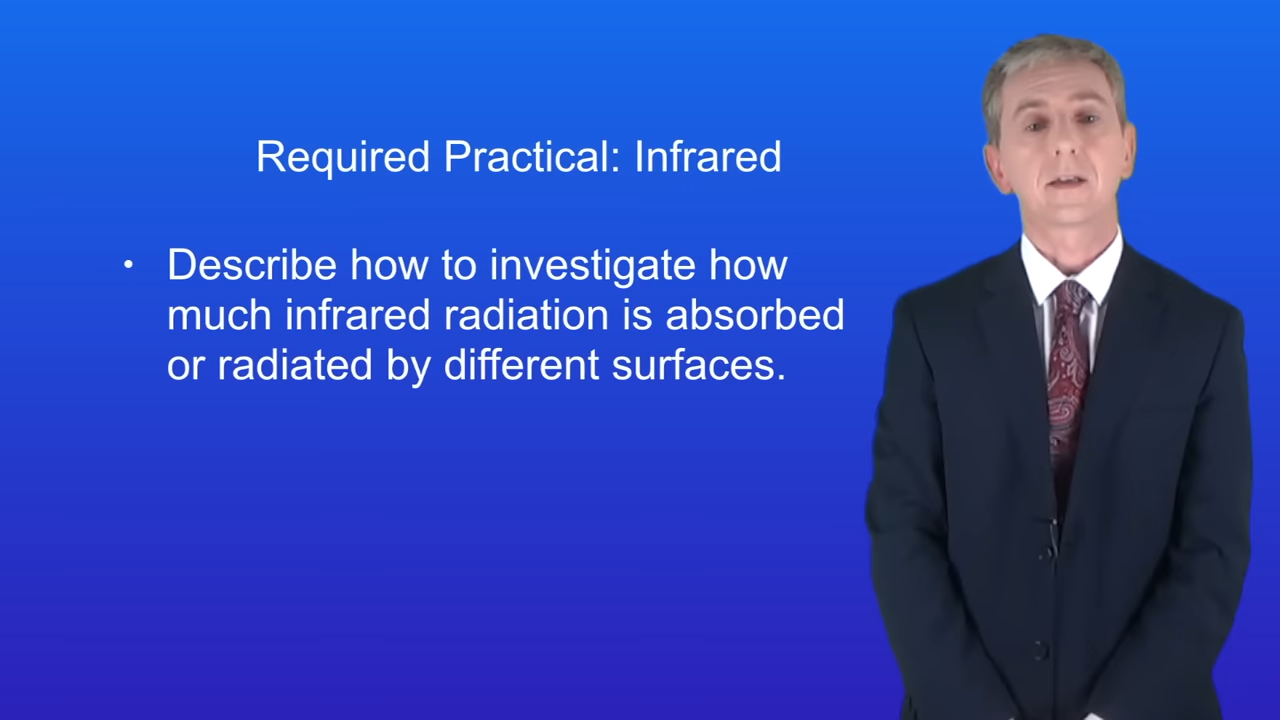 Required Practical: Infrared
• Describe how to investigate how
much infrared radiation is absorbed
or radiated by different surfaces.